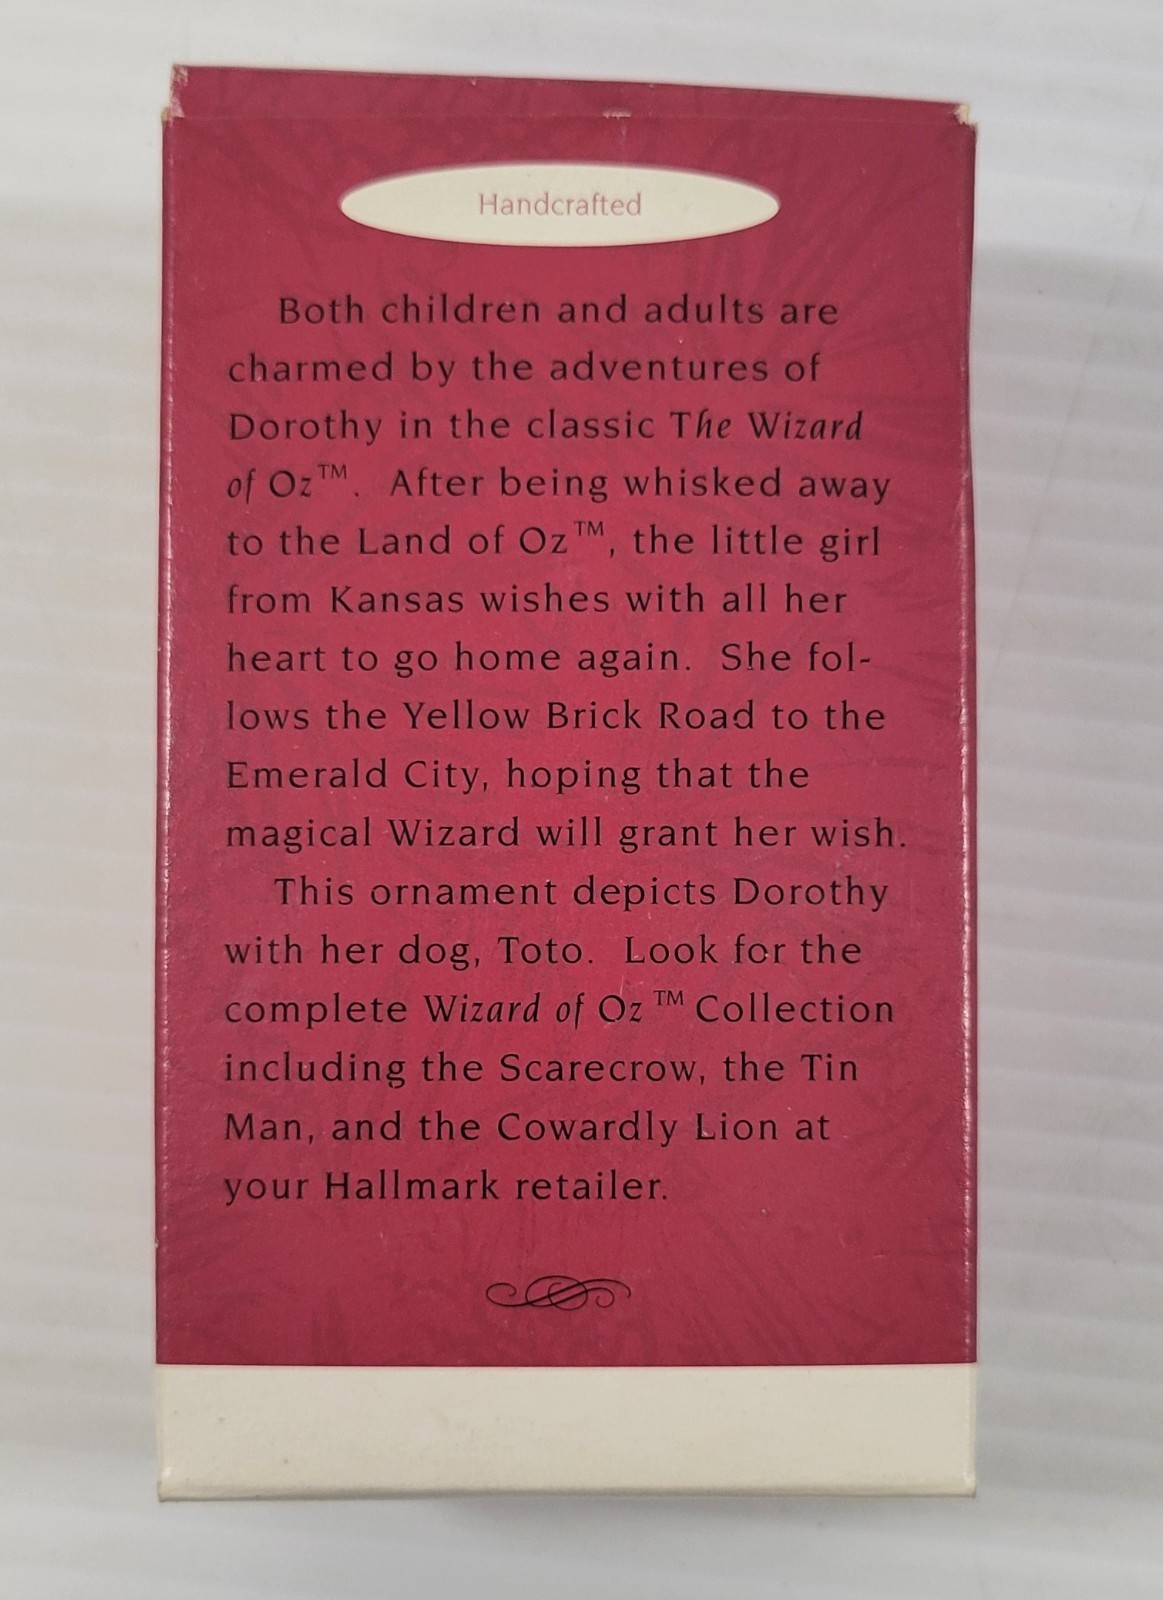 Handcrafted
Both children and adults are
charmed by the adventures of
Dorothy in the classic The Wizard
of Oz™. After being whisked away
to the Land of Oz™, the little girl
from Kansas wishes with all her
heart to go home again. She fol-
lows the Yellow Brick Road to the
Emerald City, hoping that the
magical Wizard will grant her wish.
This ornament depicts Dorothy
with her dog, Toto. Look for the
complete Wizard of Oz™ Collection
including the Scarecrow, the Tin
Man, and the Cowardly Lion at
your Hallmark retailer.